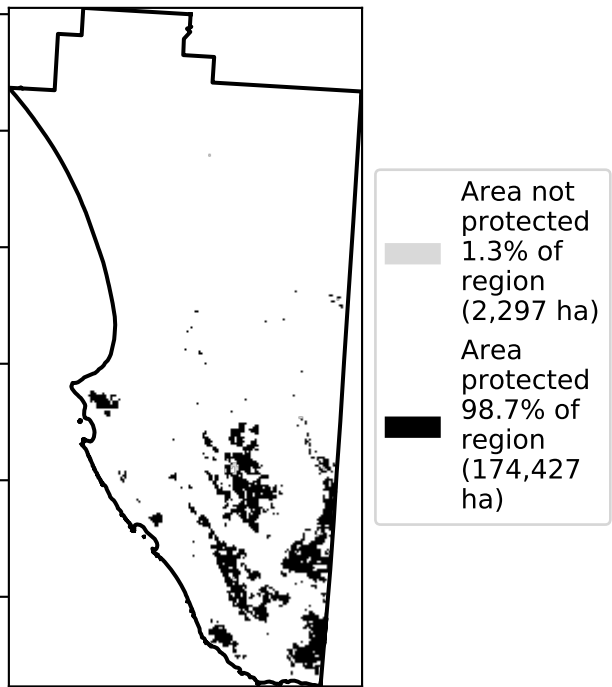 Area not
protected
1.3% of
region
(2,297 ha)
Area
protected
98.7% of
region
(174,427
ha)